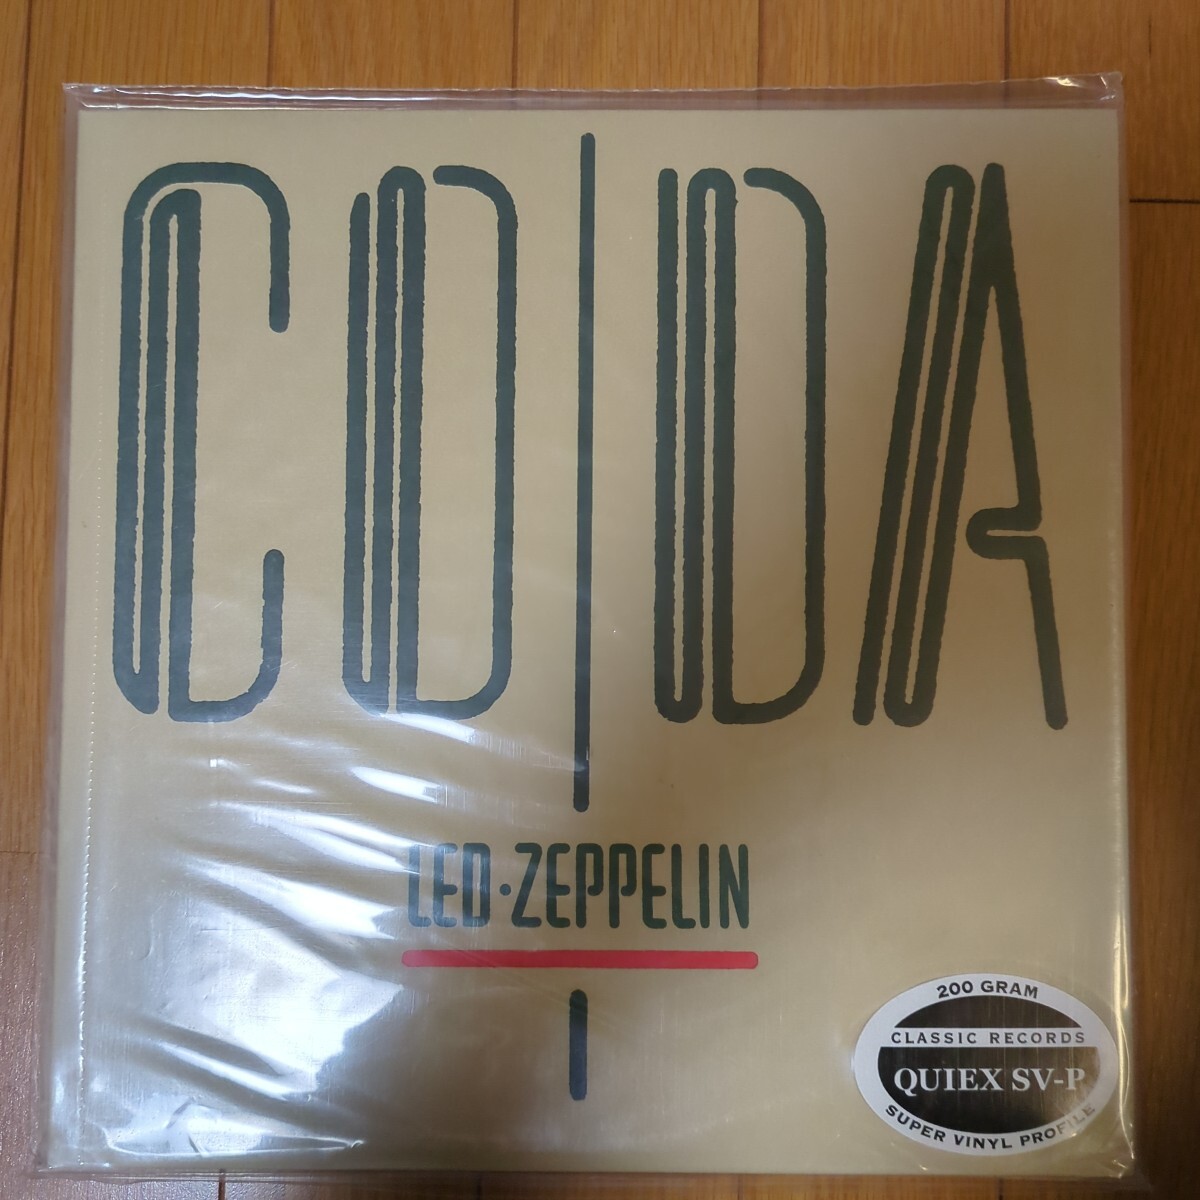 CODA
LED·ZEPPELIN
200 GRAM
CLASSIC RECORDS
QUIEX SV-P
SUPER VINYL PROFILE